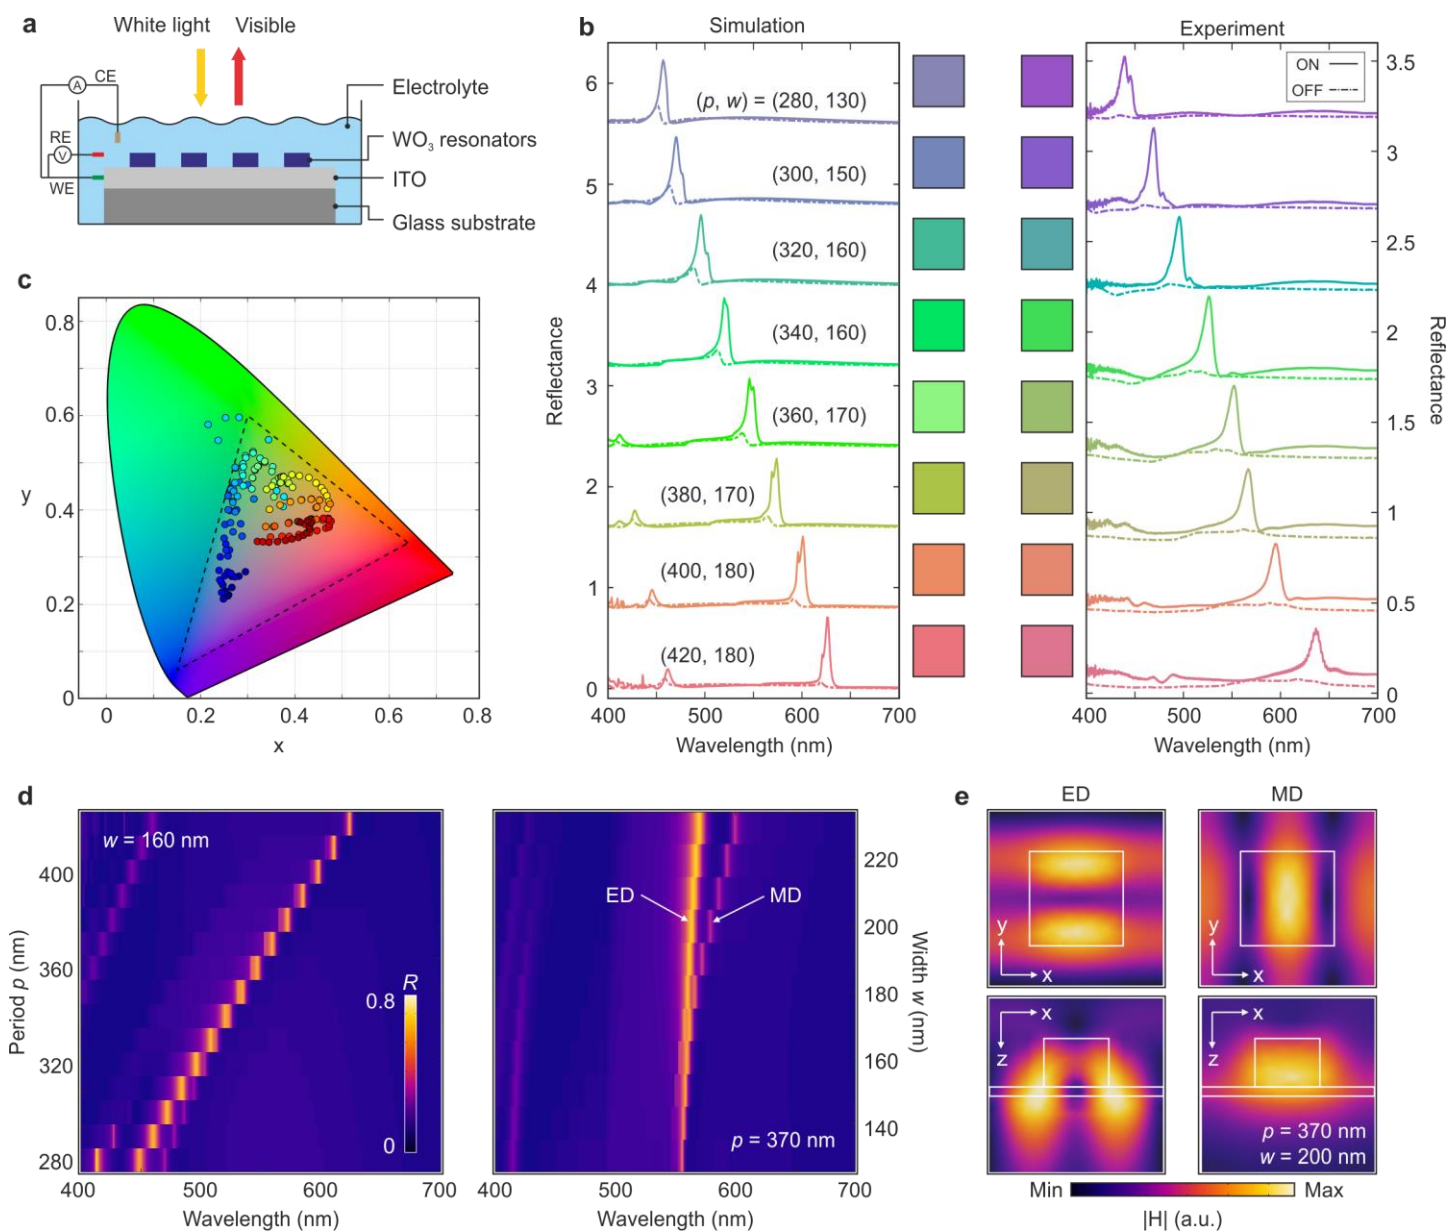 a
White light Visible
CE
A
Electrolyte
RE
V
WO3 resonators
WE
ITO
Glass substrate
b
Simulation
Experiment
ON
OFF
(p, w) = (280, 130)
(300, 150)
(320, 160)
(340, 160)
(360, 170)
(380, 170)
(400, 180)
(420, 180)
6
5
4
3
2
1
0
Reflectance
400 500 600 700
Wavelength (nm)
3.5
3
2.5
2
1.5
1
0.5
0
Reflectance
400 500 600 700
Wavelength (nm)
c
0.8
0.6
0.4
0.2
0
y
0 0.2 0.4 0.6 0.8
x
d
w = 160 nm
400
360
320
280
Period p (nm)
R
0.8
0
400 500 600 700
Wavelength (nm)
ED
MD
p = 370 nm
220
200
180
160
140
Width w (nm)
400 500 600 700
Wavelength (nm)
e
ED
MD
y
x
y
x
x
z
x
z
p = 370 nm
w = 200 nm
Min
Max
|H| (a.u.)